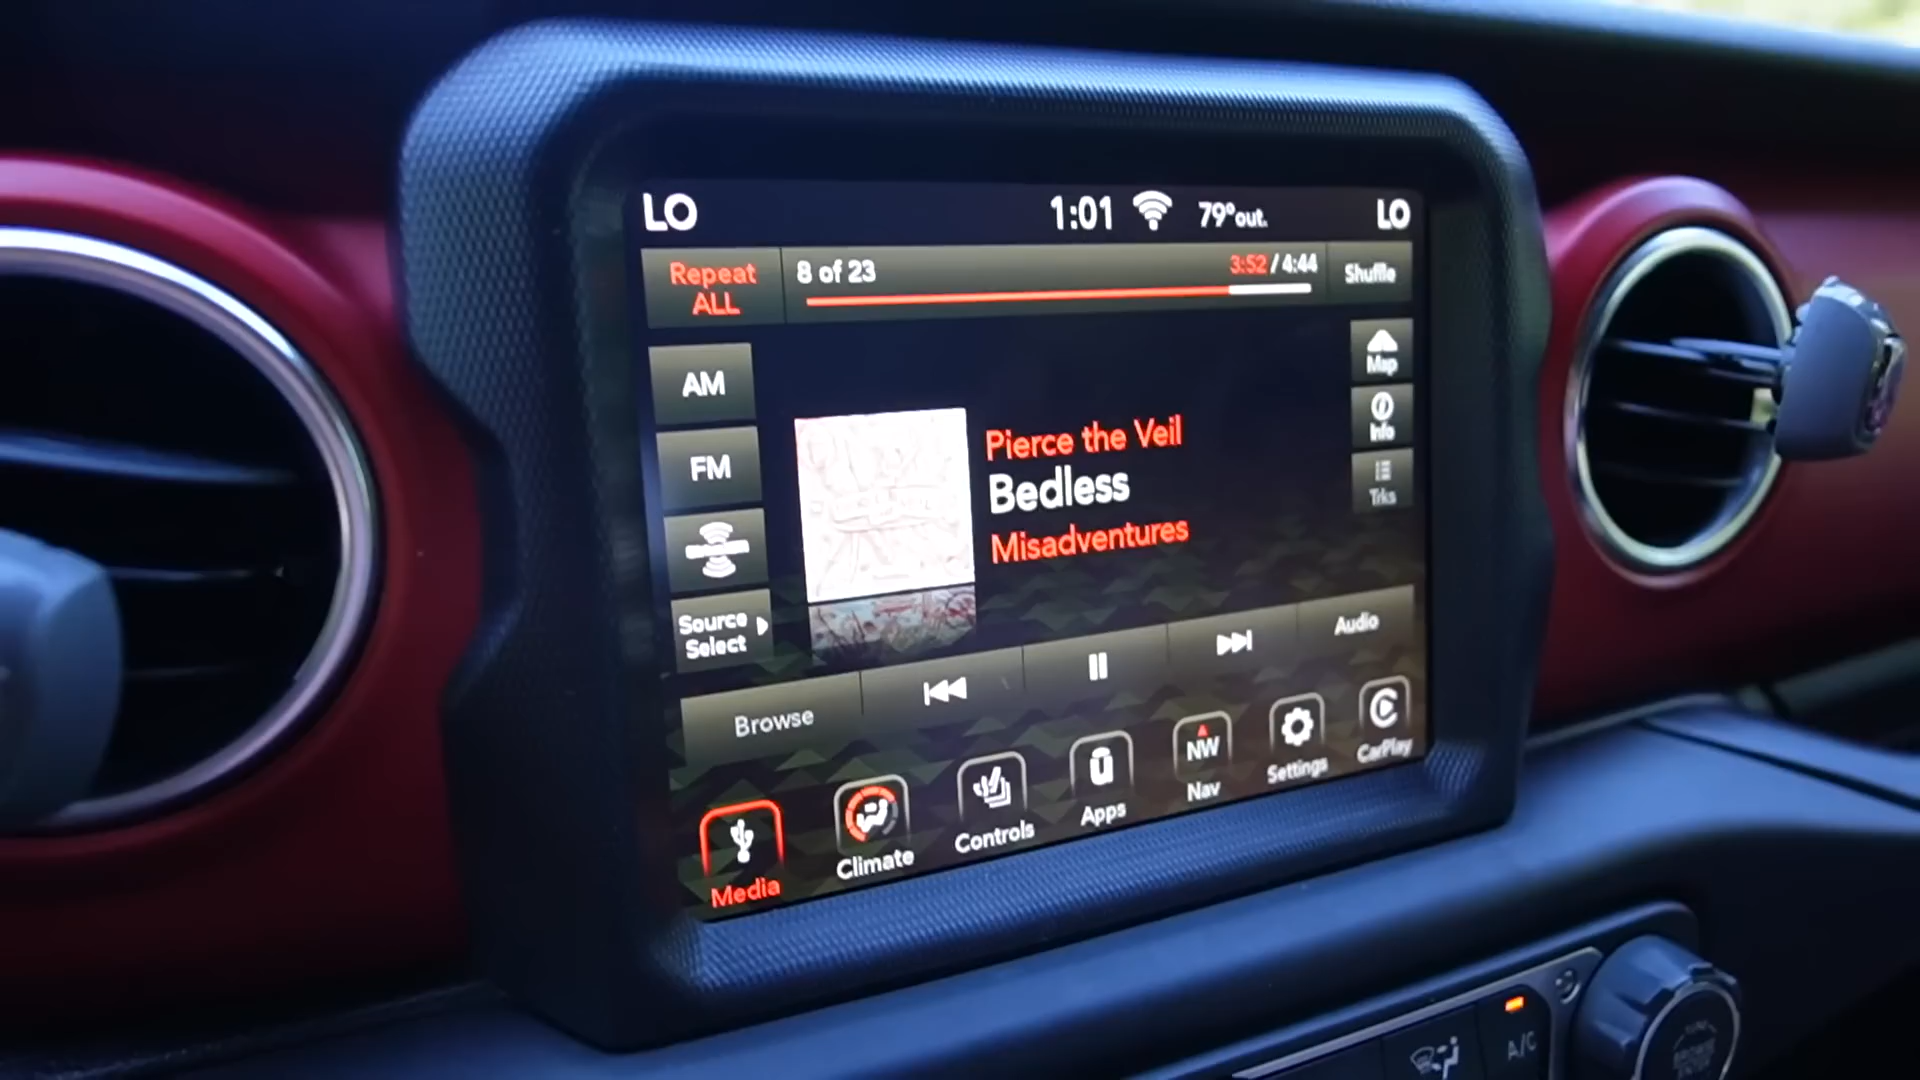 LO
1:01
79°out.
LO
Repeat
ALL
8 of 23
3:52 / 4:44
Shuffle
AM
FM
Source
Select
Pierce the Veil
Bedless
Misadventures
Map
Info
Trks
Browse
Audio
Media
Climate
Controls
Apps
NW
Nav
Settings
CarPlay
A/C